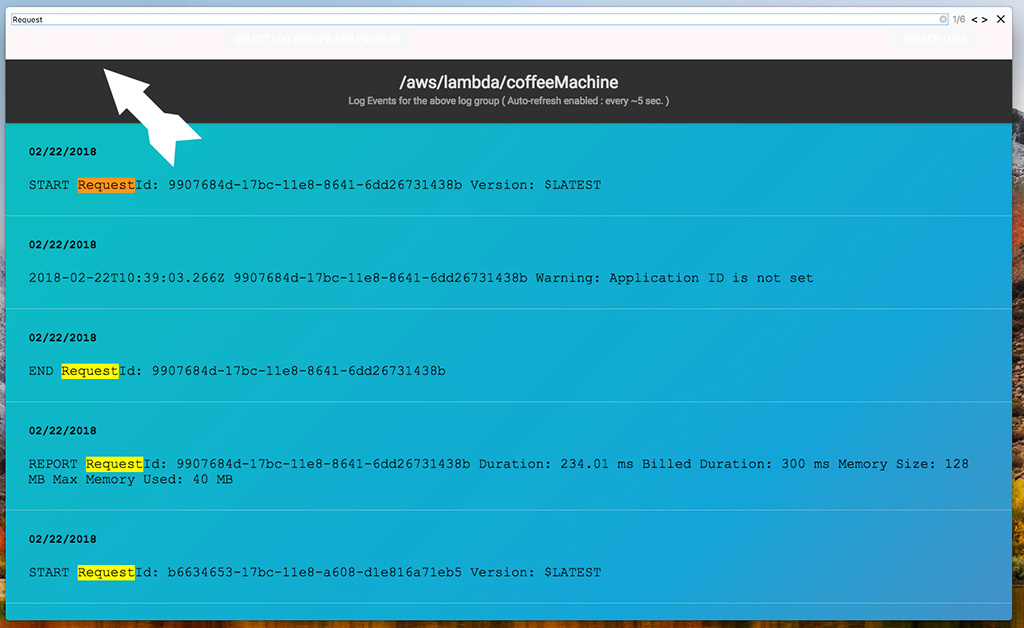 Request
1/6 < >
SELECT LOG GROUPS AND PROFILES
SEARCH LOGS
/aws/lambda/coffeeMachine
Log Events for the above log group ( Auto-refresh enabled : every ~5 sec. )
02/22/2018
START RequestId: 9907684d-17bc-11e8-8641-6dd26731438b Version: $LATEST
02/22/2018
2018-02-22T10:39:03.266Z 9907684d-17bc-11e8-8641-6dd26731438b Warning: Application ID is not set
02/22/2018
END RequestId: 9907684d-17bc-11e8-8641-6dd26731438b
02/22/2018
REPORT RequestId: 9907684d-17bc-11e8-8641-6dd26731438b Duration: 234.01 ms Billed Duration: 300 ms Memory Size: 128
MB Max Memory Used: 40 MB
02/22/2018
START RequestId: b6634653-17bc-11e8-a608-d1e816a71eb5 Version: $LATEST